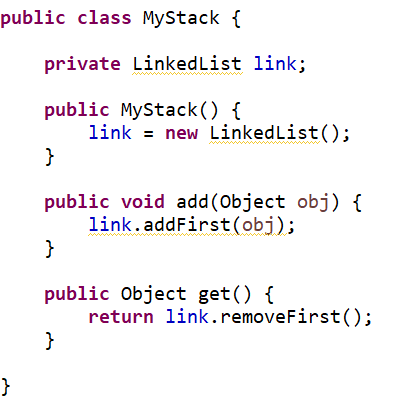 public class MyStack {
private LinkedList link;
public MyStack() {
link = new LinkedList();
}
public void add(Object obj) {
link.addFirst(obj);
}
public Object get() {
return link.removeFirst();
}
}